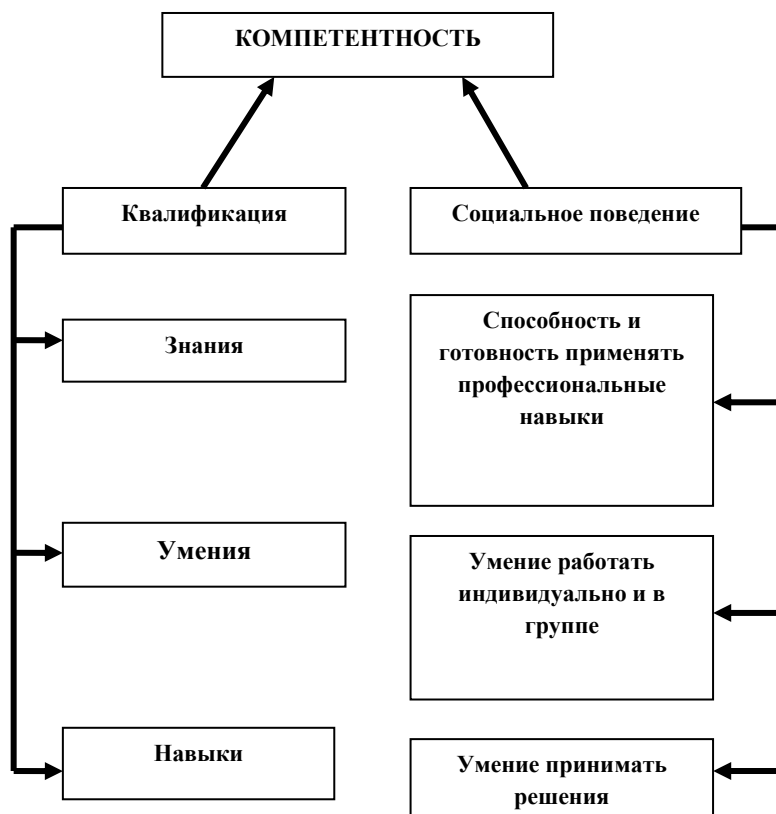 КОМПЕТЕНТНОСТЬ
Квалификация
Социальное поведение
Знания
Способность и
готовность применять
профессиональные
навыки
Умения
Умение работать
индивидуально и в
группе
Навыки
Умение принимать
решения